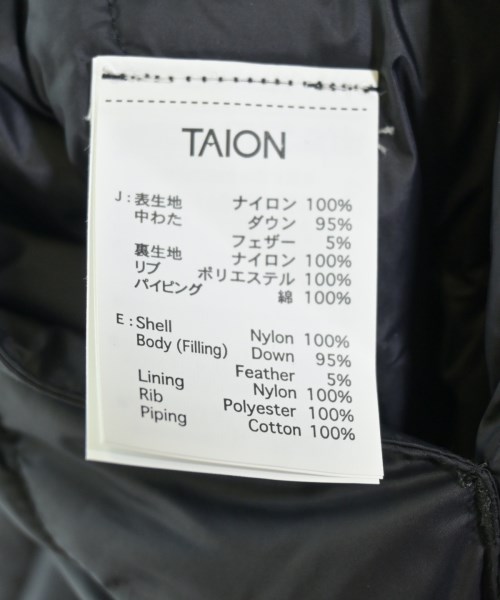 TAION
J : 表生地 ナイロン 100%
中わた ダウン 95%
フェザー 5%
裏生地 ナイロン 100%
リブ ポリエステル 100%
パイピング 綿 100%
E : Shell Nylon 100%
Body (Filling) Down 95%
Feather 5%
Lining Nylon 100%
Rib Polyester 100%
Piping Cotton 100%